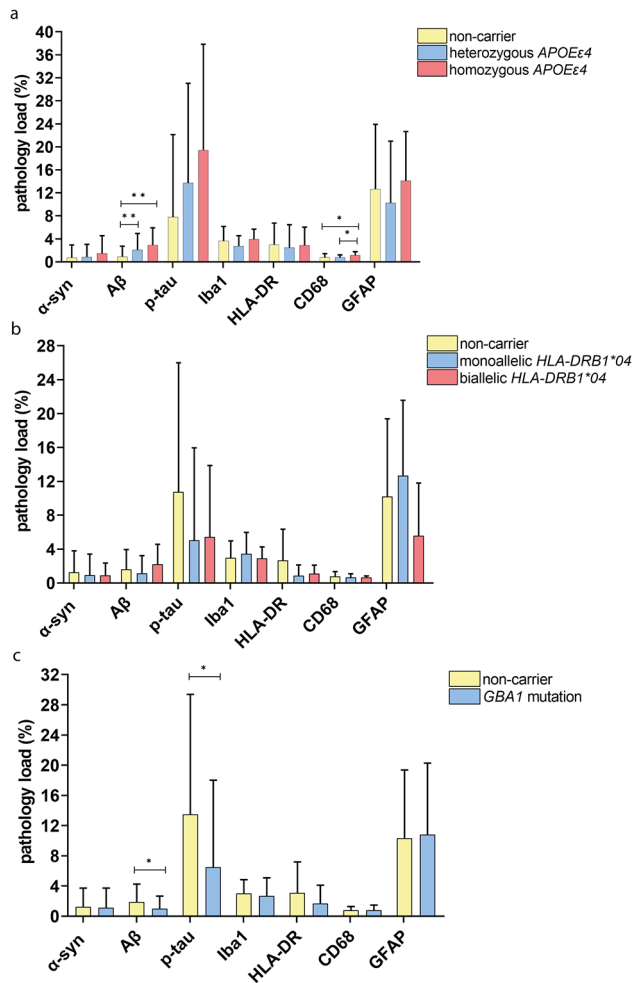 a
non-carrier
heterozygous APOEε4
homozygous APOEε4
pathology load (%)
40
36
32
28
24
20
16
12
8
4
0
** **
* *
α-syn Aβ p-tau Iba1 HLA-DR CD68 GFAP
b
non-carrier
monoallelic HLA-DRB1*04
biallelic HLA-DRB1*04
pathology load (%)
28
24
20
16
12
8
4
0
α-syn Aβ p-tau Iba1 HLA-DR CD68 GFAP
c
non-carrier
GBA1 mutation
pathology load (%)
32
28
24
20
16
12
8
4
0
* *
α-syn Aβ p-tau Iba1 HLA-DR CD68 GFAP